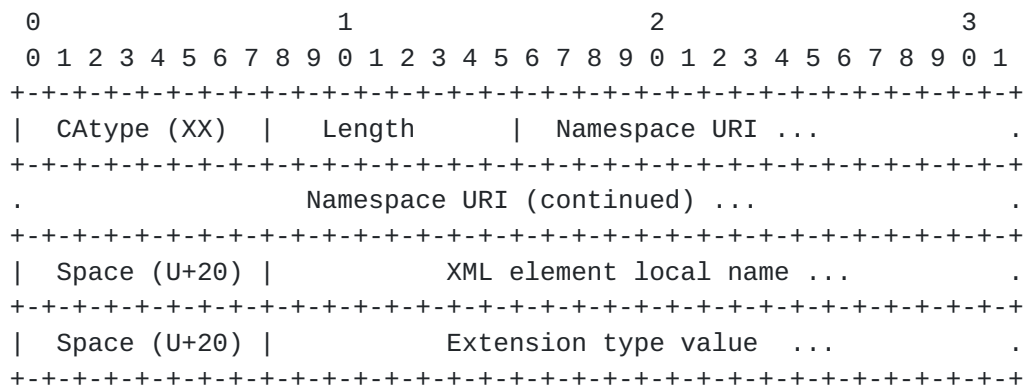 0                   1                   2                   3
 0 1 2 3 4 5 6 7 8 9 0 1 2 3 4 5 6 7 8 9 0 1 2 3 4 5 6 7 8 9 0 1
+-+-+-+-+-+-+-+-+-+-+-+-+-+-+-+-+-+-+-+-+-+-+-+-+-+-+-+-+-+-+-+-+
|  CAtype (XX)  |   Length      |  Namespace URI ...            .
+-+-+-+-+-+-+-+-+-+-+-+-+-+-+-+-+-+-+-+-+-+-+-+-+-+-+-+-+-+-+-+-+
.                  Namespace URI (continued) ...                .
+-+-+-+-+-+-+-+-+-+-+-+-+-+-+-+-+-+-+-+-+-+-+-+-+-+-+-+-+-+-+-+-+
|  Space (U+20) |           XML element local name ...          .
+-+-+-+-+-+-+-+-+-+-+-+-+-+-+-+-+-+-+-+-+-+-+-+-+-+-+-+-+-+-+-+-+
|  Space (U+20) |           Extension type value  ...           .
+-+-+-+-+-+-+-+-+-+-+-+-+-+-+-+-+-+-+-+-+-+-+-+-+-+-+-+-+-+-+-+-+